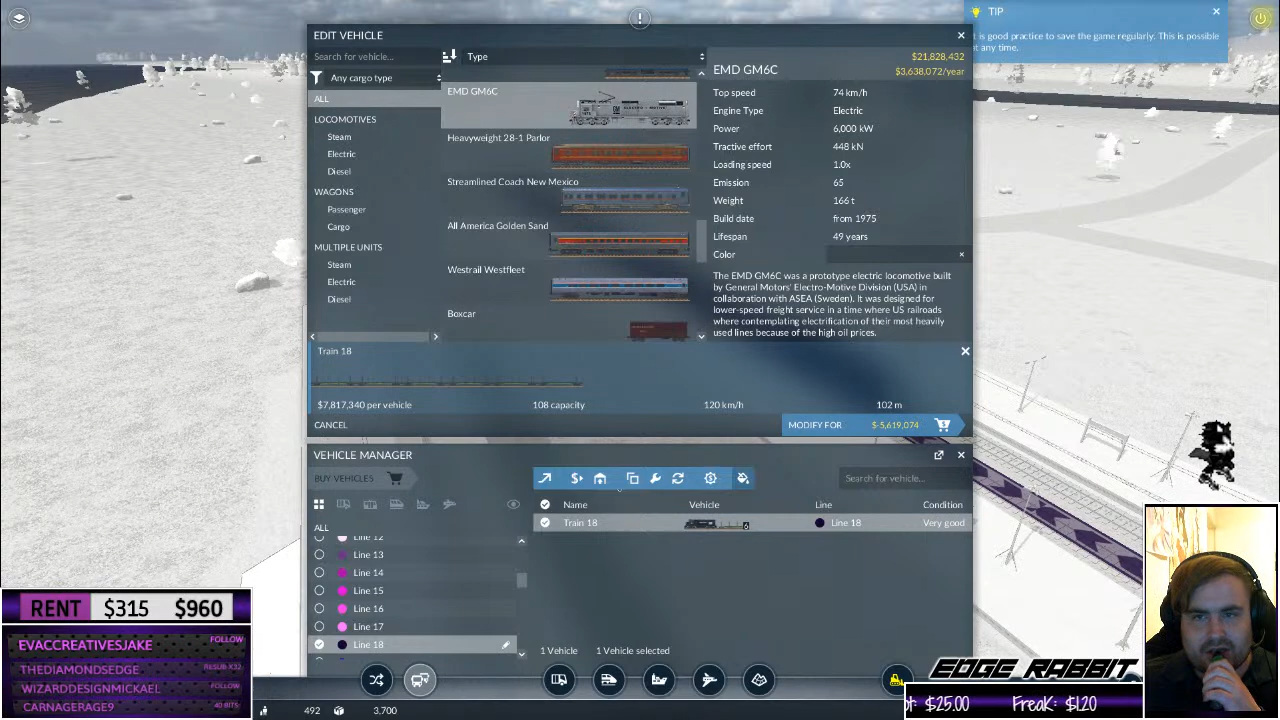 EDIT VEHICLE
Search for vehicle...
Type
Any cargo type
ALL
LOCOMOTIVES
Steam
Electric
Diesel
WAGONS
Passenger
Cargo
MULTIPLE UNITS
Steam
Electric
Diesel
EMD GM6C
Heavyweight 28-1 Parlor
Streamlined Coach New Mexico
All America Golden Sand
Westrail Westfleet
Boxcar
$21,828,432
EMD GM6C
$3,638,072/year
Top speed 74 km/h
Engine Type Electric
Power 6,000 kW
Tractive effort 448 kN
Loading speed 1.0x
Emission 65
Weight 166 t
Build date from 1975
Lifespan 49 years
Color
The EMD GM6C was a prototype electric locomotive built
by General Motors' Electro-Motive Division (USA) in
collaboration with ASEA (Sweden). It was designed for
lower-speed freight service in a time where US railroads
where contemplating electrification of their most heavily
used lines because of the high oil prices.
Train 18
$7,817,340 per vehicle 108 capacity 120 km/h 102 m
CANCEL
MODIFY FOR $-5,619,074
TIP
t is good practice to save the game regularly. This is possible
at any time.
VEHICLE MANAGER
BUY VEHICLES
Search for vehicle...
Name Vehicle Line Condition
Train 18 Line 18 Very good
ALL
Line 12
Line 13
Line 14
Line 15
Line 16
Line 17
Line 18
1 Vehicle 1 Vehicle selected
492 3,700
RENT $315 $960
EVACCREATIVESJAKE FOLLOW
THEDIAMONDSEDGE RESUB X32
WIZARDDESIGNMICKAEL FOLLOW
CARNAGERAGE9 40 BITS
EDGE RABBIT
: $25.00 FreaK: $1.20